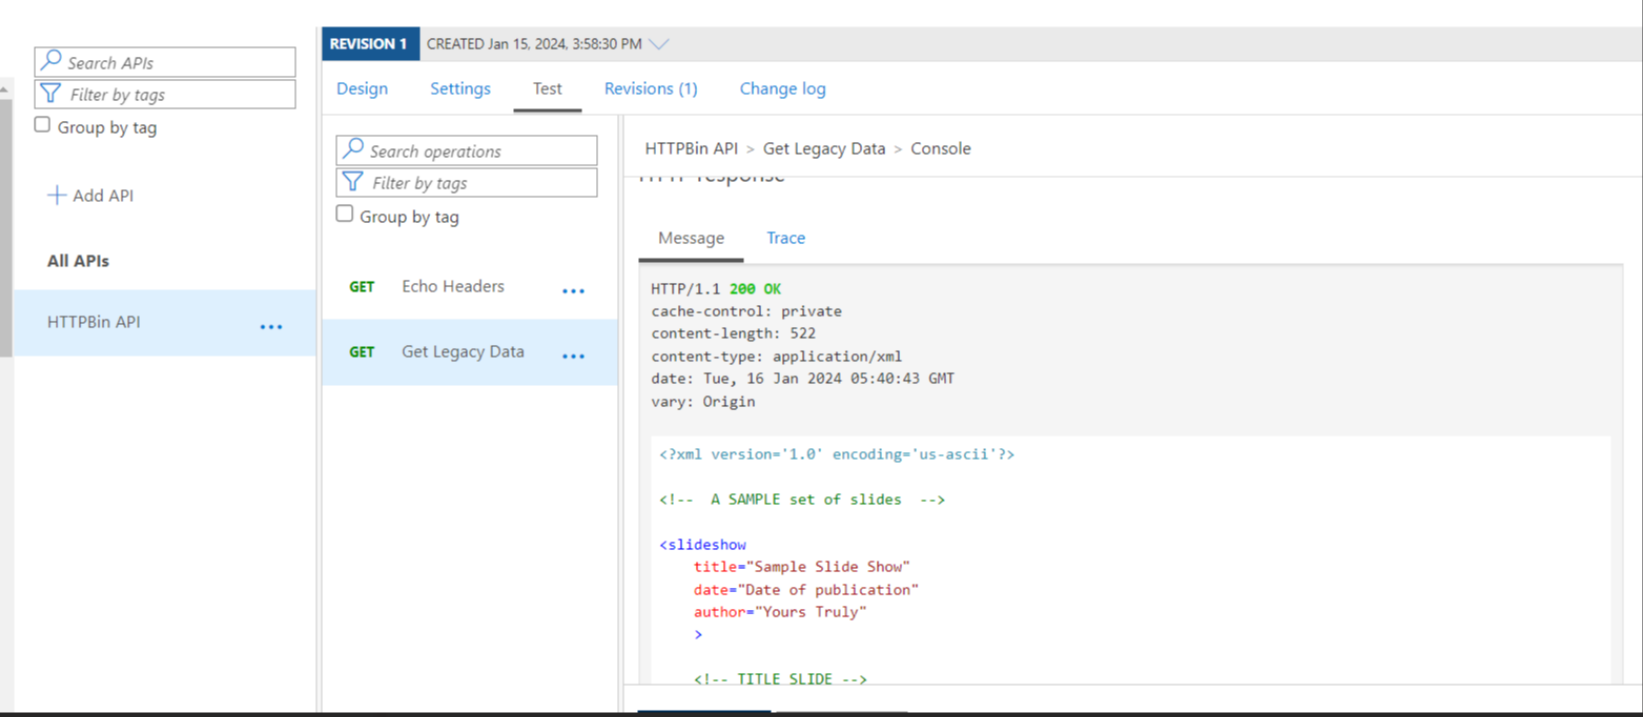 Search APIs
Filter by tags
Group by tag
Add API
All APIs
HTTPBin API ...
REVISION 1 CREATED Jan 15, 2024, 3:58:30 PM
Design Settings Test Revisions (1) Change log
Search operations
Filter by tags
Group by tag
GET Echo Headers ...
GET Get Legacy Data ...
HTTPBin API > Get Legacy Data > Console
HTTP response
Message Trace
HTTP/1.1 200 OK
cache-control: private
content-length: 522
content-type: application/xml
date: Tue, 16 Jan 2024 05:40:43 GMT
vary: Origin
<?xml version='1.0' encoding='us-ascii'?>
<!--  A SAMPLE set of slides  -->
<slideshow
title="Sample Slide Show"
date="Date of publication"
author="Yours Truly"
>
<!-- TITLE SLIDE -->